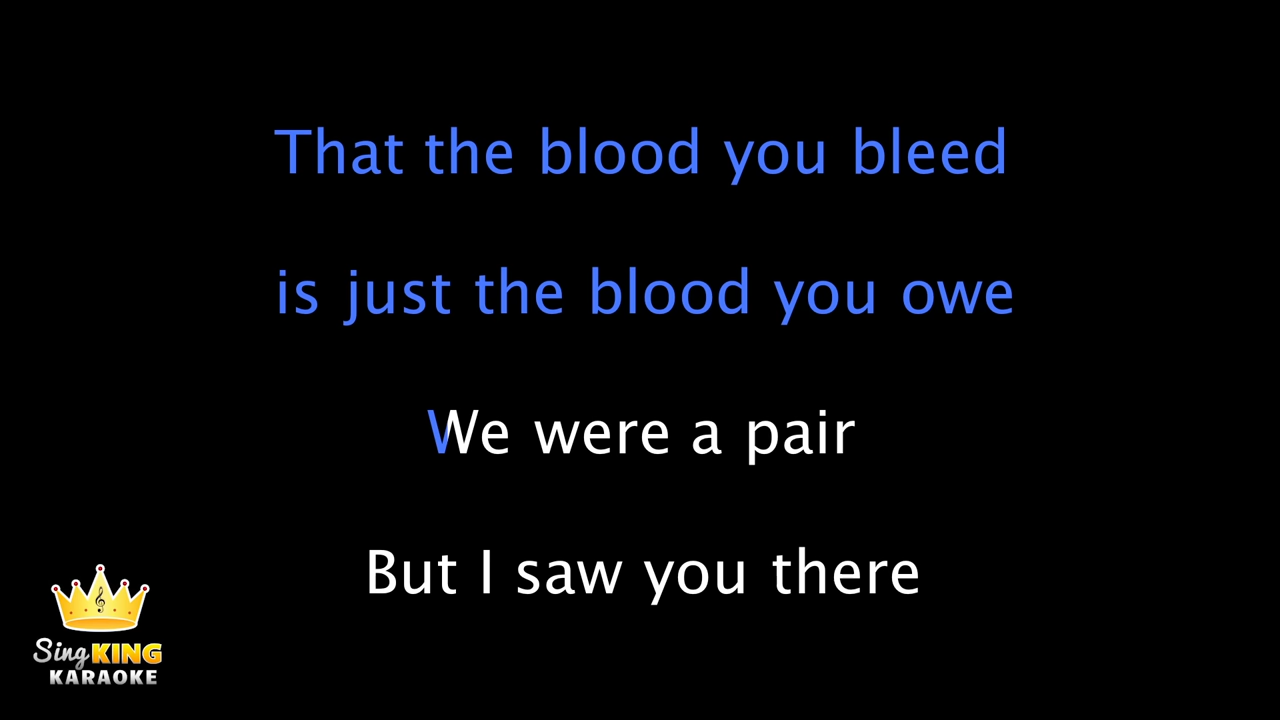 That the blood you bleed
is just the blood you owe
We were a pair
But I saw you there
Sing KING
KARAOKE